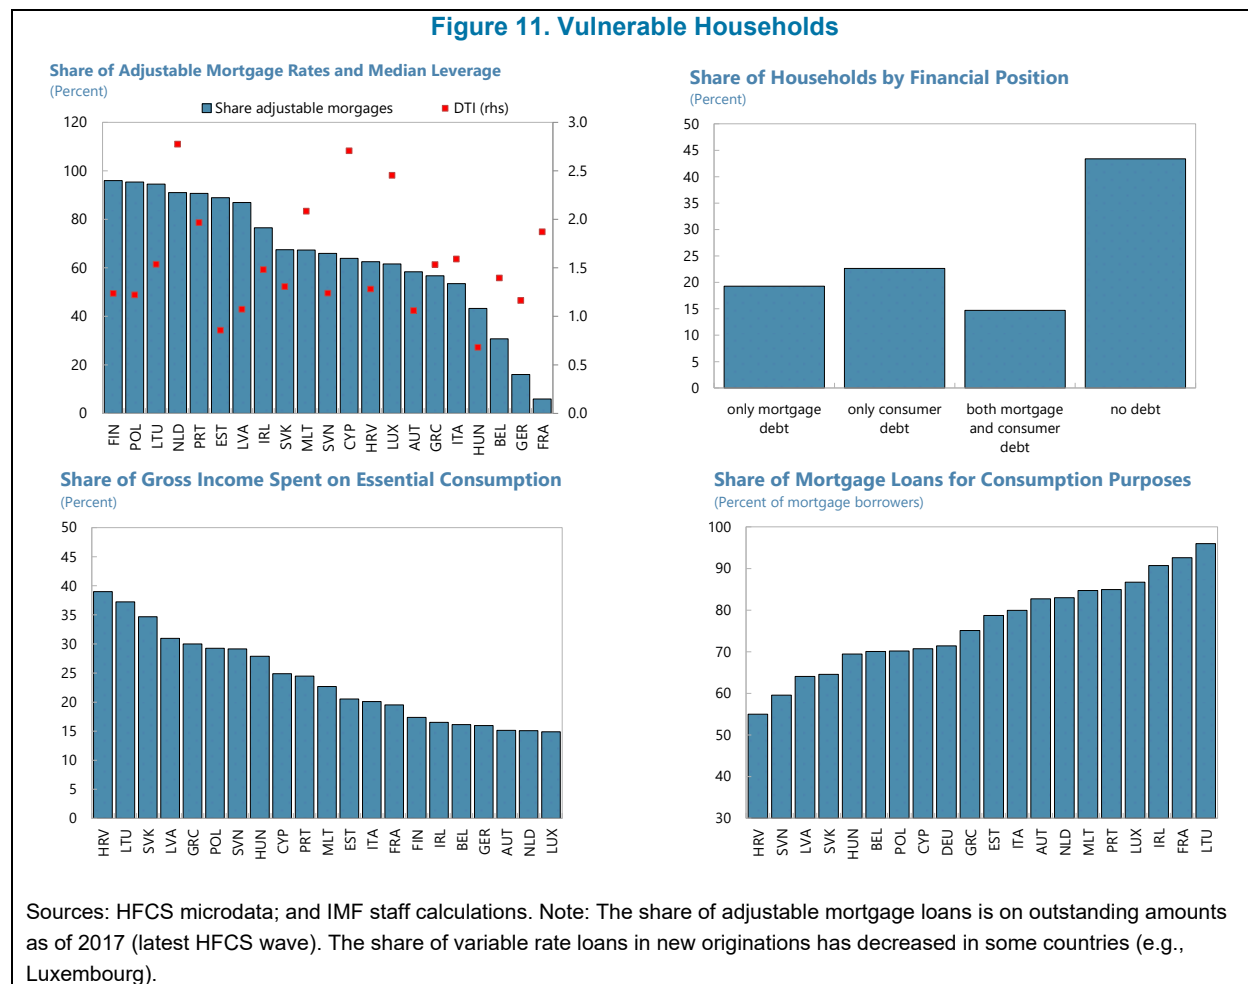 Figure 11. Vulnerable Households
Share of Adjustable Mortgage Rates and Median Leverage
(Percent)
Share adjustable morgages
DTI (rhs)
120
100
80
60
40
20
0
3.0
2.5
2.0
1.5
1.0
0.5
0.0
FIN POL LTU NLD PRT EST LVA IRL SVK MLT SVN CYP HRV LUX AUT GRC ITA HUN BEL GER FRA
Share of Households by Financial Position
(Percent)
50
45
40
35
30
25
20
15
10
5
0
only mortgage
debt
only consumer
debt
both mortgage
and consumer
debt
no debt
Share of Gross Income Spent on Essential Consumption
(Percent)
50
45
40
35
30
25
20
15
10
5
0
HRV LTU SVK LVA GRC POL SVN HUN CYP PRT MLT EST ITA FRA FIN IRL BEL GER AUT NLD LUX
Share of Mortgage Loans for Consumption Purposes
(Percent of mortgage borrowers)
100
90
80
70
60
50
40
30
HRV SVN LVA SVK HUN BEL POL CYP DEU GRC EST ITA AUT NLD MLT PRT LUX IRL FRA LTU
Sources: HFCS microdata; and IMF staff calculations. Note: The share of adjustable mortgage loans is on outstanding amounts
as of 2017 (latest HFCS wave). The share of variable rate loans in new originations has decreased in some countries (e.g.,
Luxembourg).